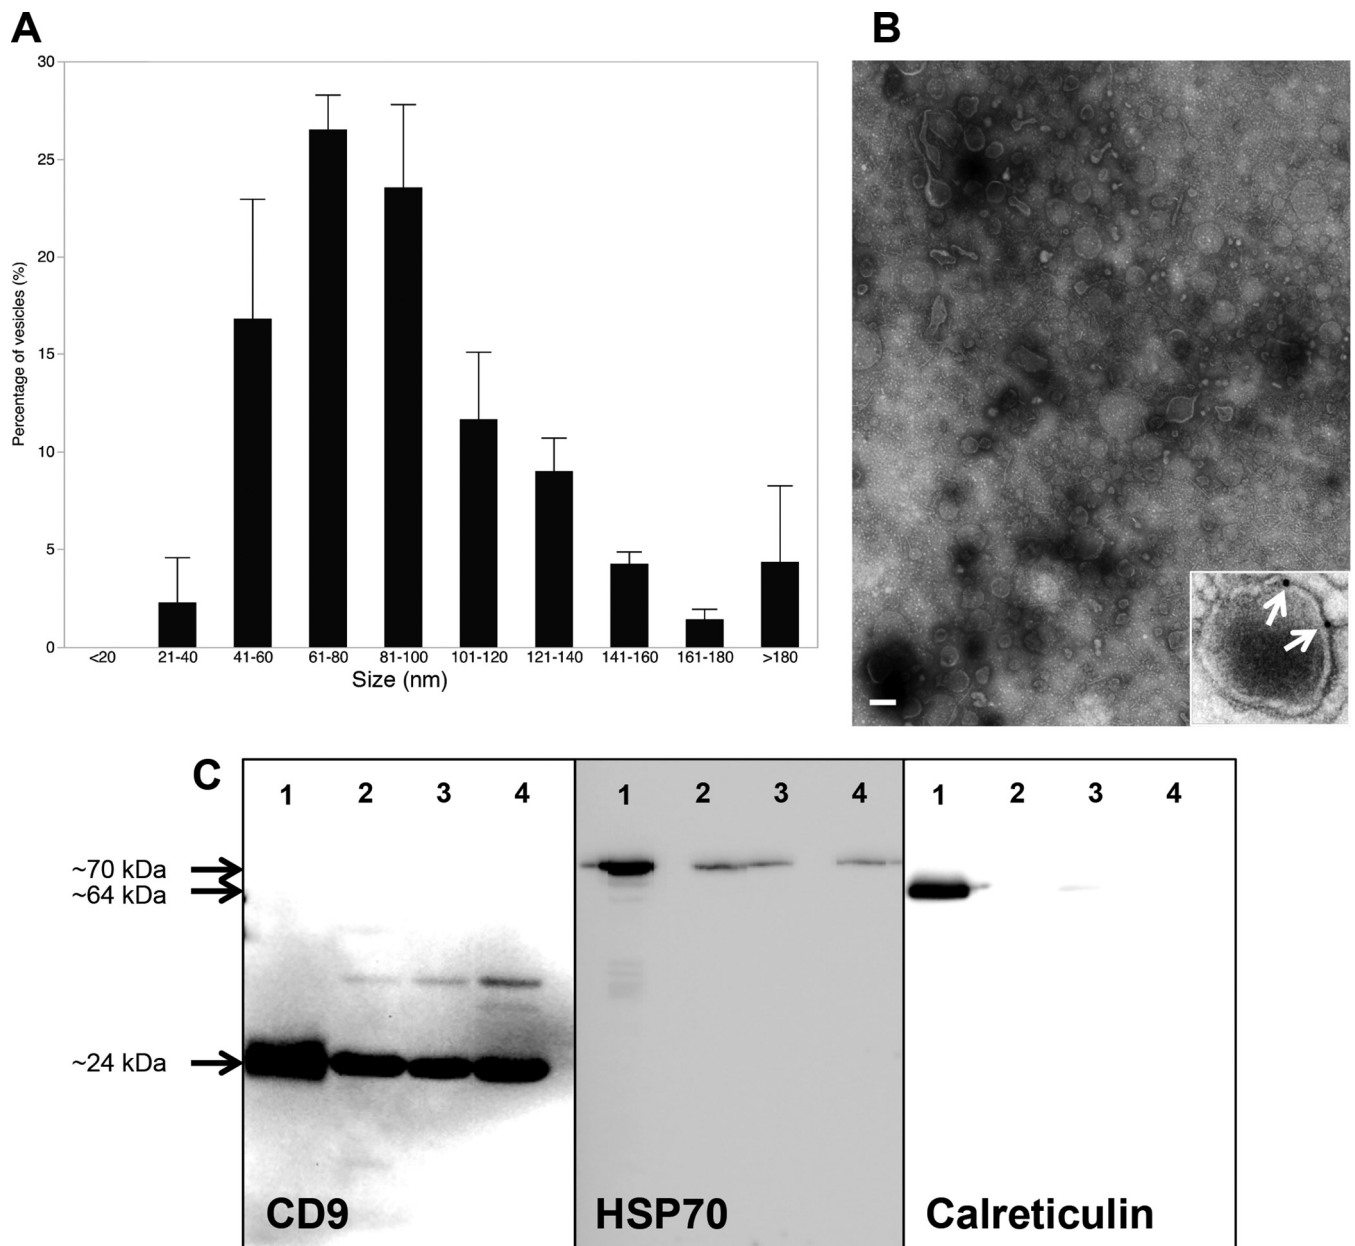 A
B
30
25
20
15
10
5
0
Percentage of vesicles (%)
<20 21-40 41-60 61-80 81-100 101-120 121-140 141-160 161-180 >180
Size (nm)
C
1 2 3 4
1 2 3 4
1 2 3 4
~70 kDa
~64 kDa
~24 kDa
CD9
HSP70
Calreticulin